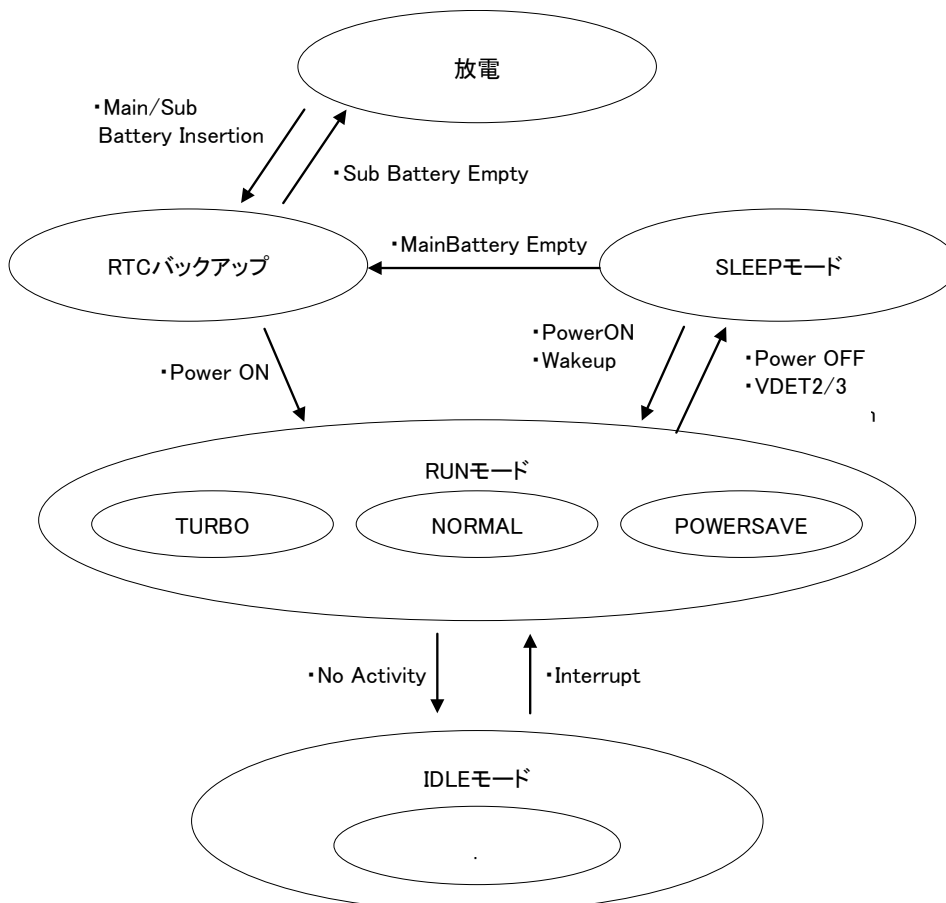 放電
・Main/Sub
Battery Insertion
・Sub Battery Empty
RTCバックアップ
・MainBattery Empty
SLEEPモード
・Power ON
・PowerON
・Wakeup
・Power OFF
・VDET2/3
RUNモード
TURBO
NORMAL
POWERSAVE
・No Activity
・Interrupt
IDLEモード
.